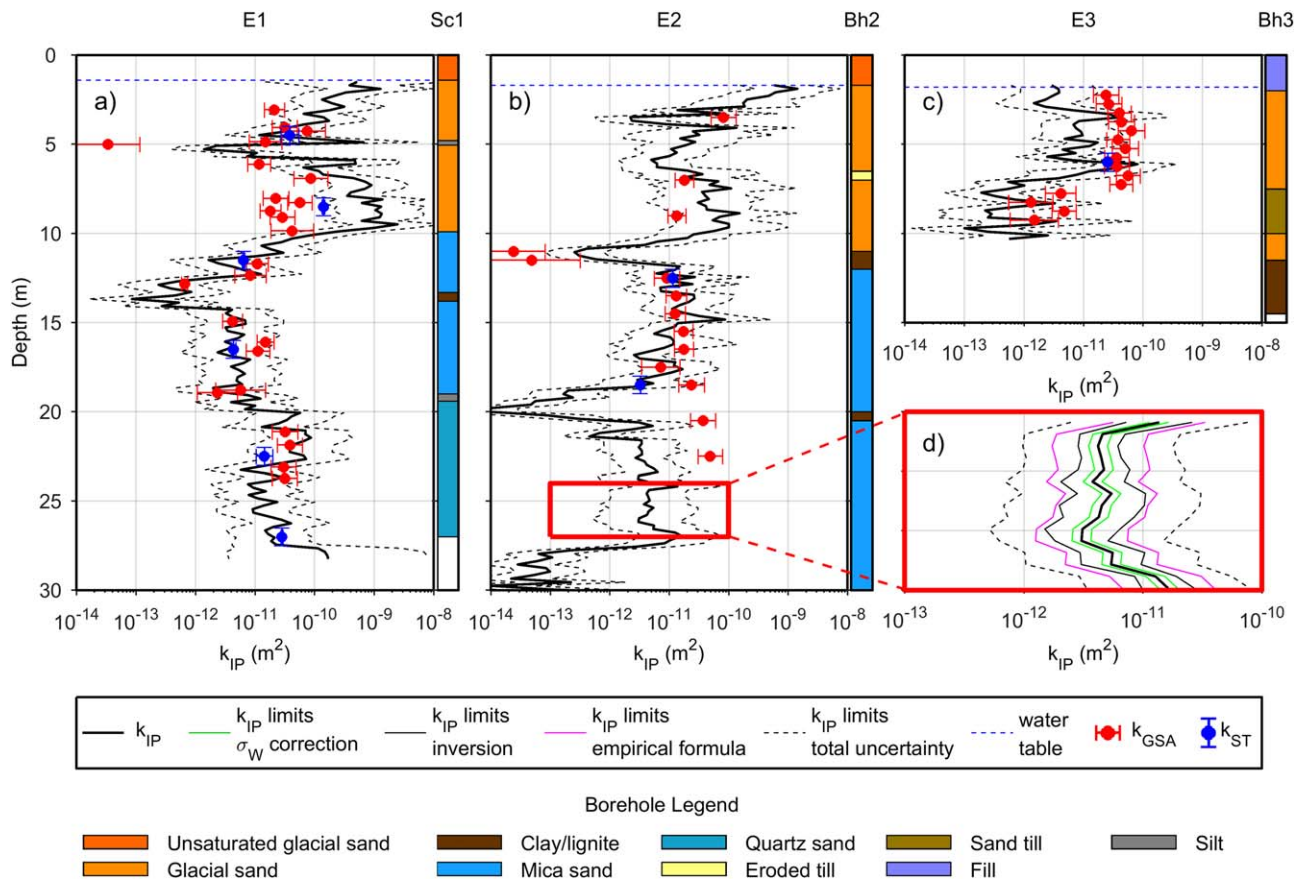 E1 Sc1 E2 Bh2 E3 Bh3
0
5
10
15
20
25
30
Depth (m)
a)
b)
c)
d)
10⁻¹⁴ 10⁻¹³ 10⁻¹² 10⁻¹¹ 10⁻¹⁰ 10⁻⁹ 10⁻⁸
k_IP (m²)
10⁻¹⁴ 10⁻¹³ 10⁻¹² 10⁻¹¹ 10⁻¹⁰ 10⁻⁹ 10⁻⁸
k_IP (m²)
10⁻¹⁴ 10⁻¹³ 10⁻¹² 10⁻¹¹ 10⁻¹⁰ 10⁻⁹ 10⁻⁸
k_IP (m²)
10⁻¹³ 10⁻¹² 10⁻¹¹ 10⁻¹⁰
k_IP (m²)
k_IP
k_IP limits
σ_W correction
k_IP limits
inversion
k_IP limits
empirical formula
k_IP limits
total uncertainty
water
table
k_GSA
k_ST
Borehole Legend
Unsaturated glacial sand
Clay/lignite
Quartz sand
Sand till
Silt
Glacial sand
Mica sand
Eroded till
Fill